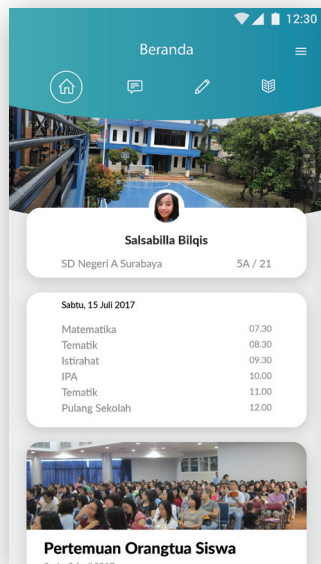 12:30
Beranda
Salsabilla Bilqis
SD Negeri A Surabaya 5A / 21
Sabtu, 15 Juli 2017
Matematika 07.30
Tematik 08.30
Istirahat 09.30
IPA 10.00
Tematik 11.00
Pulang Sekolah 12.00
Pertemuan Orangtua Siswa